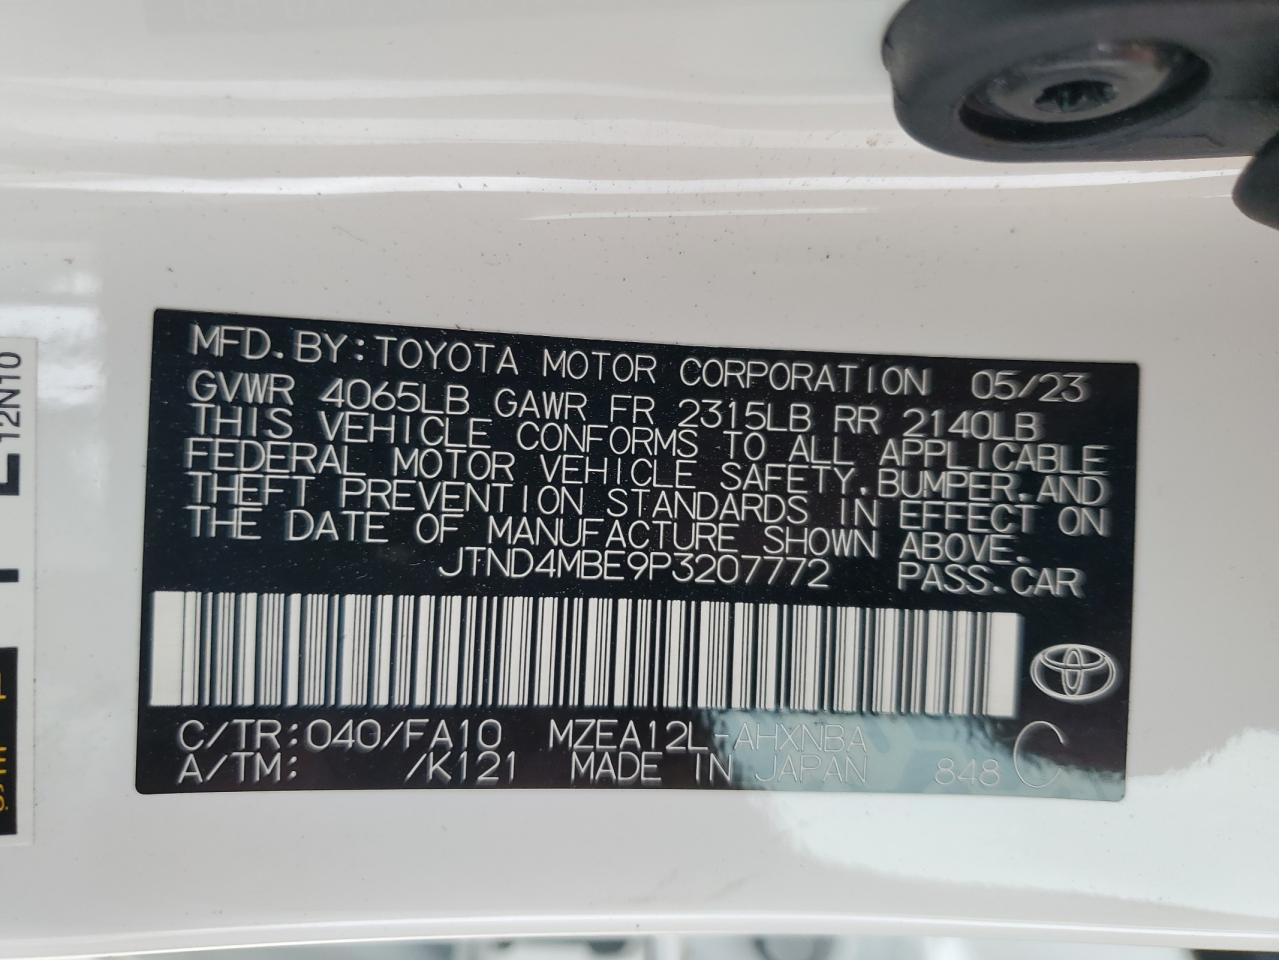 MFD.BY:TOYOTA MOTOR CORPORATION 05/23
GVWR 4065LB GAWR FR 2315LB RR 2140LB
THIS VEHICLE CONFORMS TO ALL APPLICABLE
FEDERAL MOTOR VEHICLE SAFETY,BUMPER,AND
THEFT PREVENTION STANDARDS IN EFFECT ON
THE DATE OF MANUFACTURE SHOWN ABOVE.
JTND4MBE9P3207772 PASS.CAR
C/TR:040/FA10 MZEA12L-AHXNBA C
A/TM: /K121 MADE IN JAPAN 848
E12N10